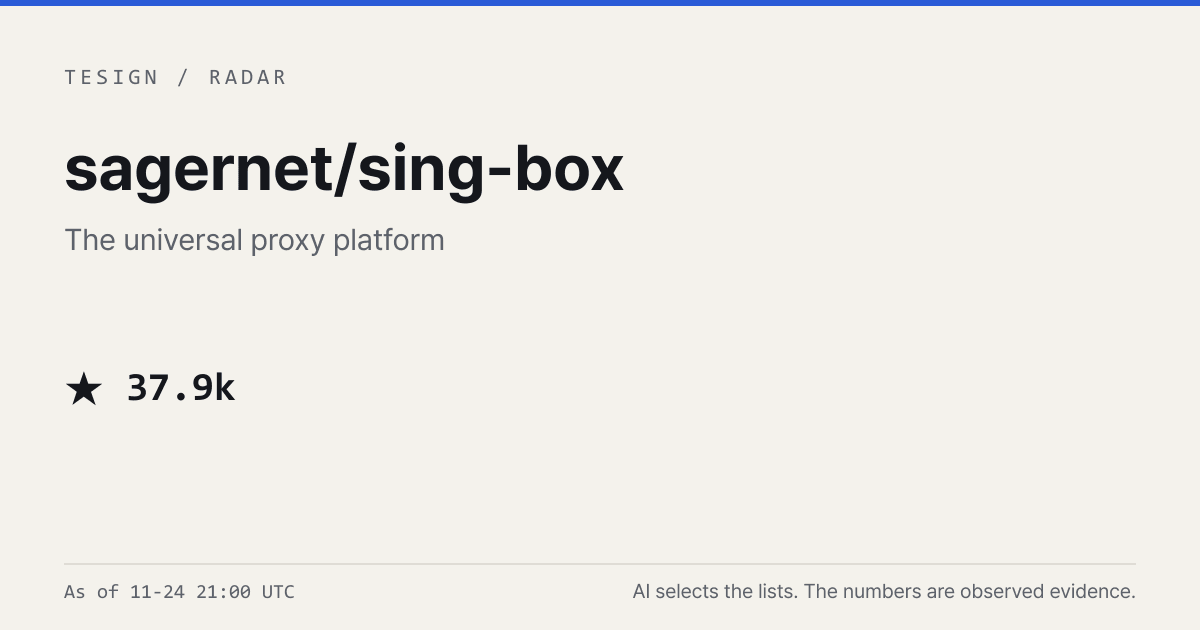 TESIGN / RADAR
sagernet/sing-box
The universal proxy platform
★ 37.9k
As of 11-24 21:00 UTC
AI selects the lists. The numbers are observed evidence.